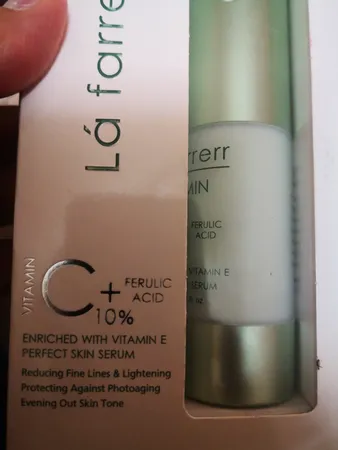 Lá farrerr
VITAMIN
C+
FERULIC
ACID
10%
ENRICHED WITH VITAMIN E
PERFECT SKIN SERUM
Reducing Fine Lines & Lightening
Protecting Against Photoaging
Evening Out Skin Tone
rrerr
MIN
FERULIC
ACID
VITAMIN E
SERUM